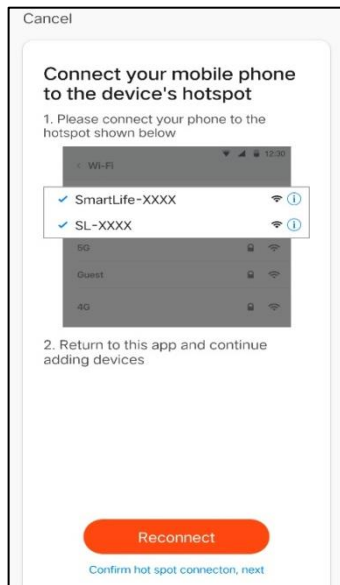 Cancel
Connect your mobile phone
to the device's hotspot
1. Please connect your phone to the
hotspot shown below
12:30
Wi-Fi
SmartLife-XXXX
SL-XXXX
5G
Guest
4G
2. Return to this app and continue
adding devices
Reconnect
Confirm hot spot connecton, next